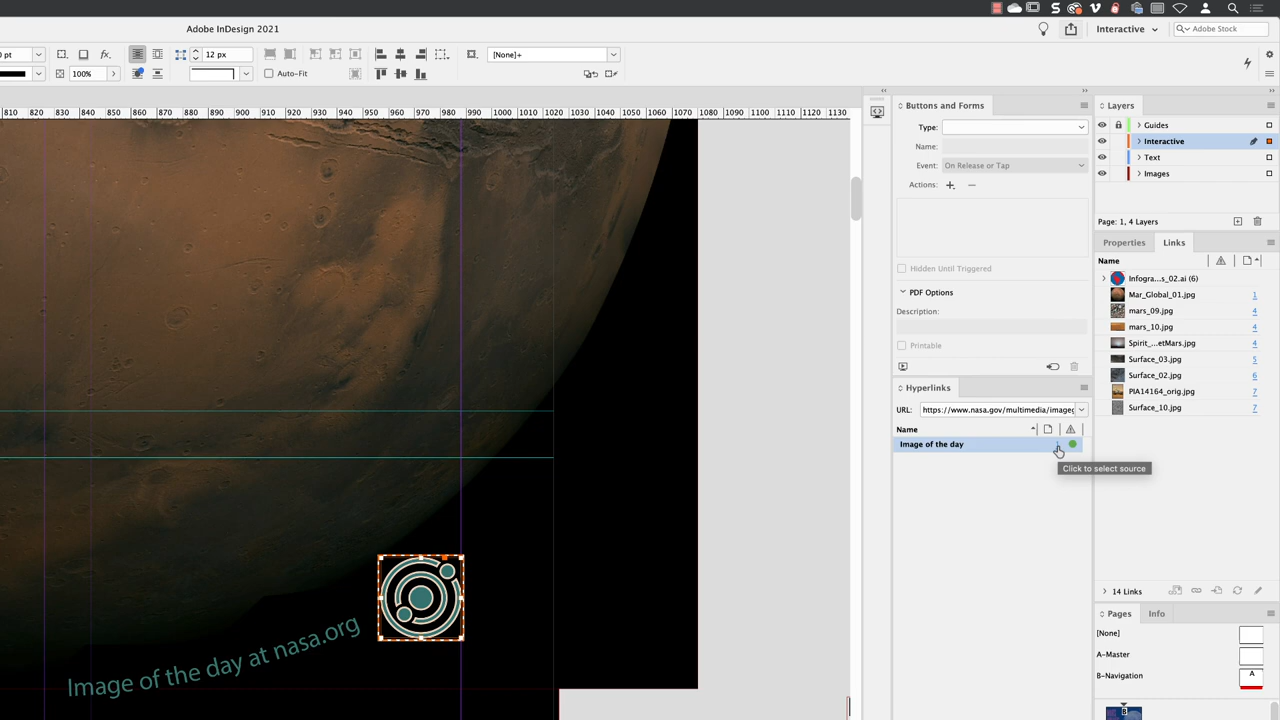 Adobe InDesign 2021
Interactive
Adobe Stock
0 pt
12 px
[None]+
100%
Auto-Fit
810 820 830 840 850 860 870 880 890 900 910 920 930 940 950 960 970 980 990 1000 1010 1020 1030 1040 1050 1060 1070 1080 1090 1100 1110 1120 1130
Buttons and Forms
Type:
Name:
Event: On Release or Tap
Actions:
Hidden Until Triggered
PDF Options
Description:
Printable
Hyperlinks
URL: https://www.nasa.gov/multimedia/imageg
Name
Image of the day
Click to select source
Layers
Guides
Interactive
Text
Images
Page: 1, 4 Layers
Properties Links
Name
Infogra...s_02.ai (6)
Mar_Global_01.jpg 1
mars_09.jpg 4
mars_10.jpg 4
Spirit_...etMars.jpg 4
Surface_03.jpg 5
Surface_02.jpg 6
PIA14164_orig.jpg 7
Surface_10.jpg 7
14 Links
Pages Info
[None]
A-Master
B-Navigation
A
B
Image of the day at nasa.org